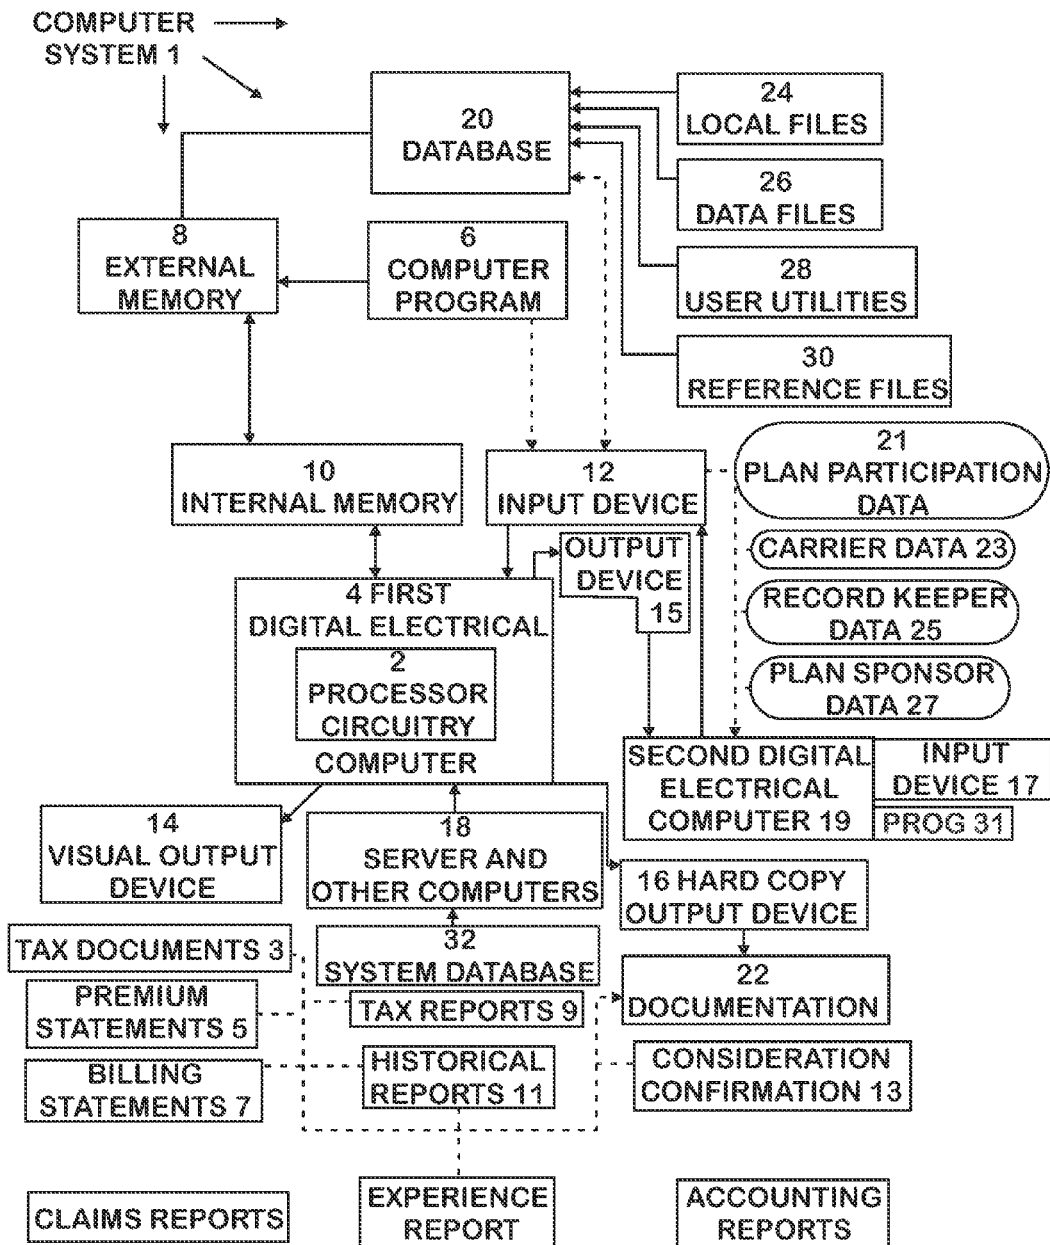 COMPUTER
SYSTEM 1
20
DATABASE
24
LOCAL FILES
26
DATA FILES
8
EXTERNAL
MEMORY
6
COMPUTER
PROGRAM
28
USER UTILITIES
30
REFERENCE FILES
10
INTERNAL MEMORY
12
INPUT DEVICE
21
PLAN PARTICIPATION
DATA
OUTPUT
DEVICE
15
CARRIER DATA 23
4 FIRST
DIGITAL ELECTRICAL
2
PROCESSOR
CIRCUITRY
COMPUTER
RECORD KEEPER
DATA 25
PLAN SPONSOR
DATA 27
SECOND DIGITAL
ELECTRICAL
COMPUTER 19
INPUT
DEVICE 17
PROG 31
14
VISUAL OUTPUT
DEVICE
18
SERVER AND
OTHER COMPUTERS
16 HARD COPY
OUTPUT DEVICE
TAX DOCUMENTS 3
32
SYSTEM DATABASE
22
DOCUMENTATION
PREMIUM
STATEMENTS 5
TAX REPORTS 9
BILLING
STATEMENTS 7
HISTORICAL
REPORTS 11
CONSIDERATION
CONFIRMATION 13
CLAIMS REPORTS
EXPERIENCE
REPORT
ACCOUNTING
REPORTS